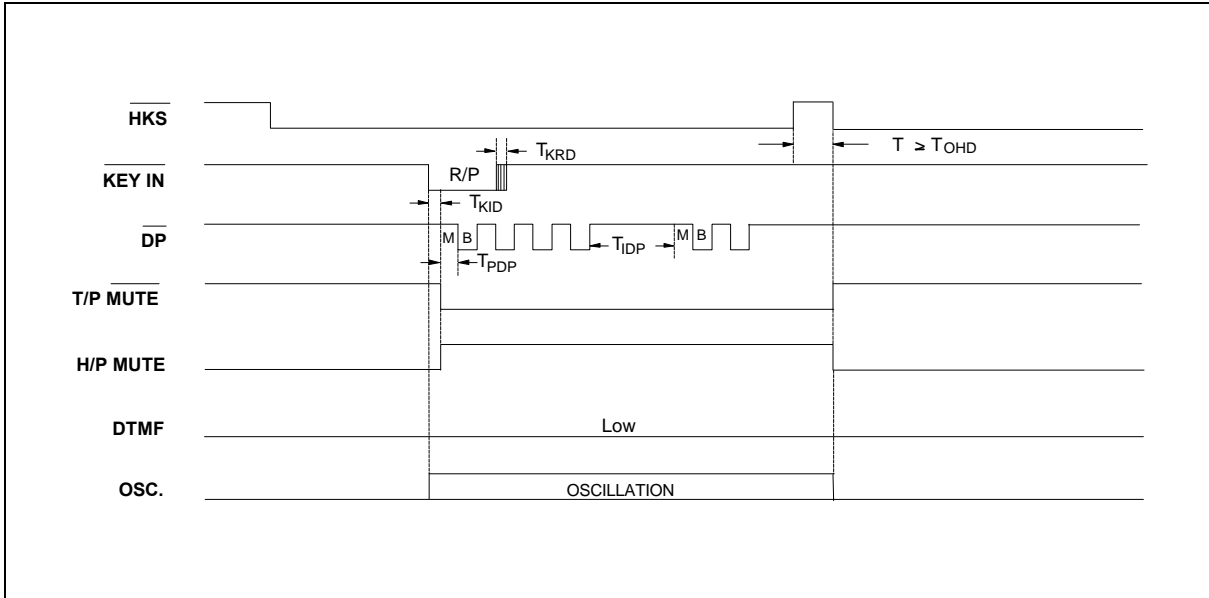 HKS
T ≥ TOHD
TKRD
KEY IN
R/P
TKID
DP
M B
TIDP
M B
TPDP
T/P MUTE
H/P MUTE
DTMF
Low
OSC.
OSCILLATION